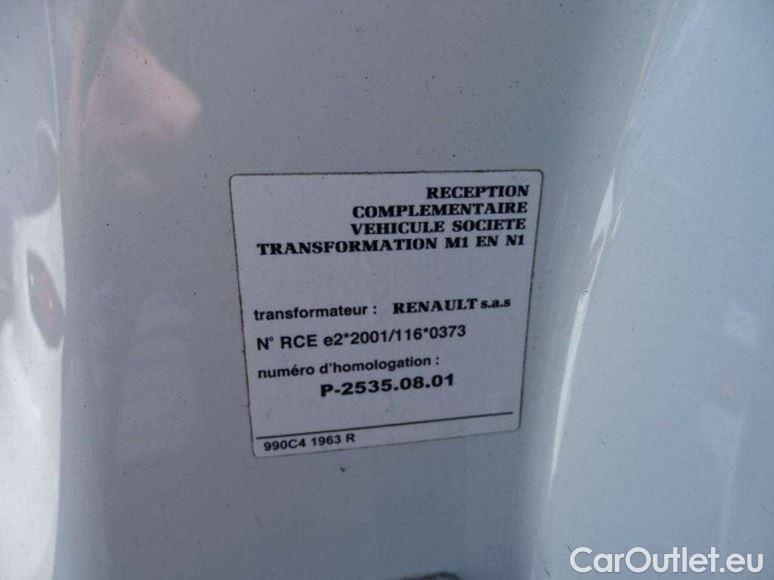 RECEPTION
COMPLEMENTAIRE
VEHICULE SOCIETE
TRANSFORMATION M1 EN N1
transformateur : RENAULT s.a.s
N° RCE e2*2001/116*0373
numéro d'homologation :
P-2535.08.01
990C4 1963 R
CarOutlet.eu